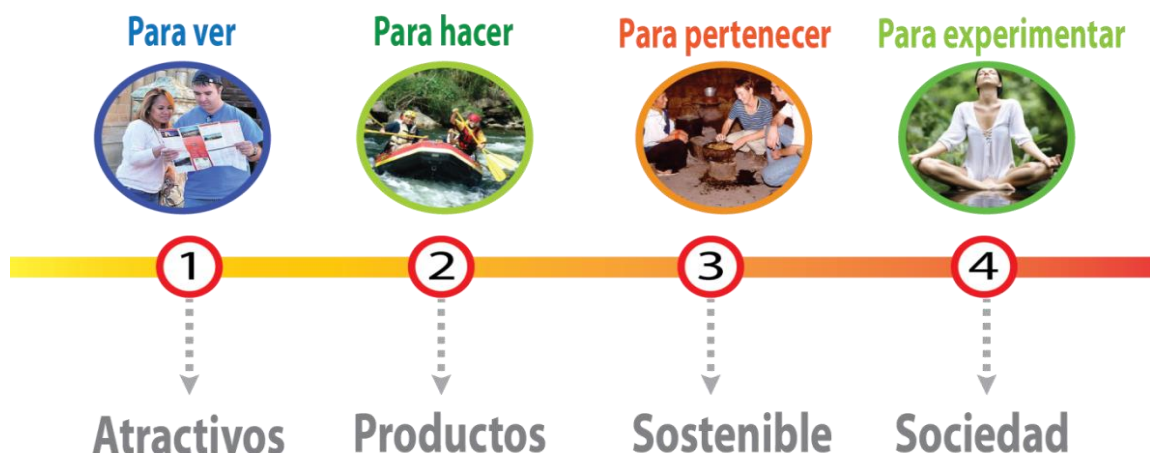 Para ver
Para hacer
Para pertenecer
Para experimentar
1
2
3
4
Atractivos
Productos
Sostenible
Sociedad